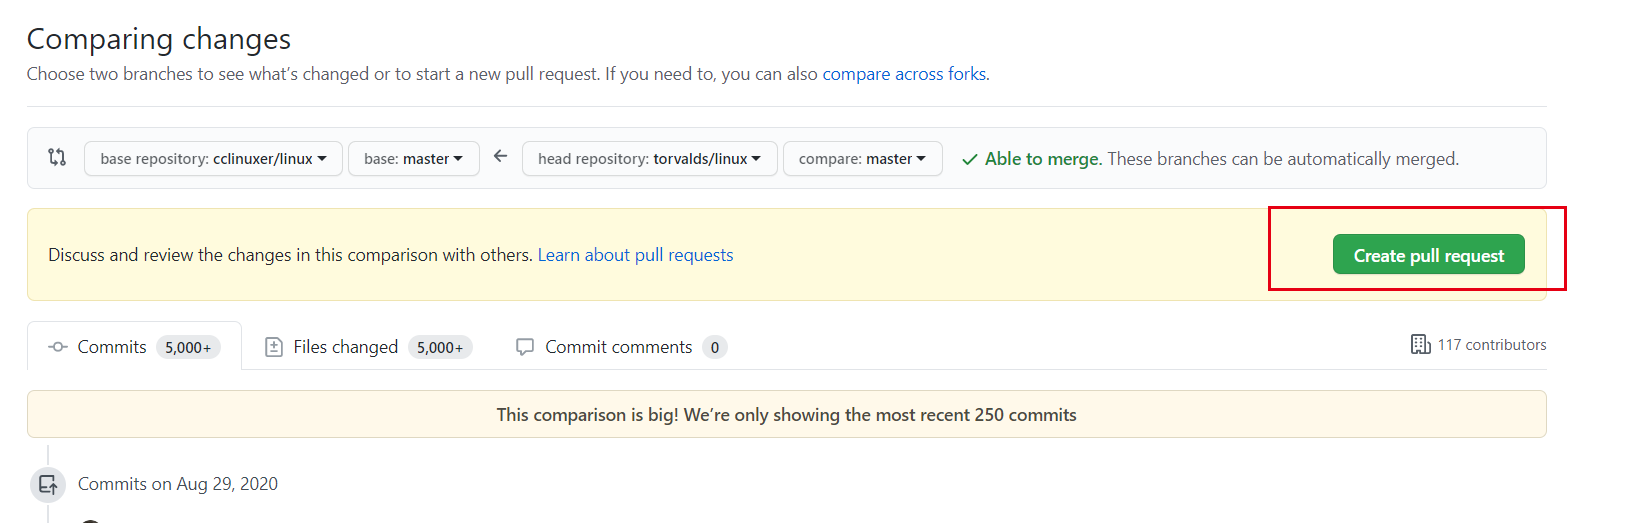 Comparing changes
Choose two branches to see what's changed or to start a new pull request. If you need to, you can also compare across forks.
base repository: cclinuxer/linux base: master head repository: torvalds/linux compare: master Able to merge. These branches can be automatically merged.
Discuss and review the changes in this comparison with others. Learn about pull requests Create pull request
Commits 5,000+ Files changed 5,000+ Commit comments 0 117 contributors
This comparison is big! We're only showing the most recent 250 commits
Commits on Aug 29, 2020